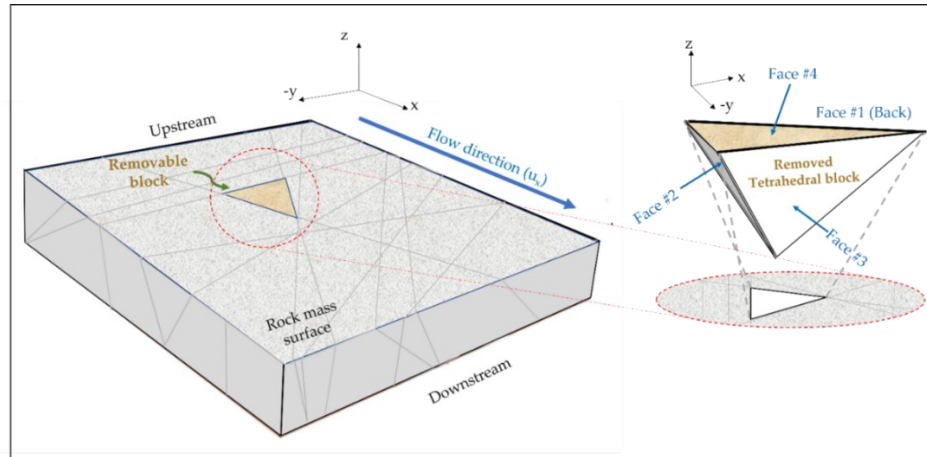 z
-y
x
Upstream
Removable
block
Flow direction (uₓ)
Rock mass
surface
Downstream
z
x
-y
Face #4
Face #1 (Back)
Removed
Tetrahedral block
Face #2
Face #3